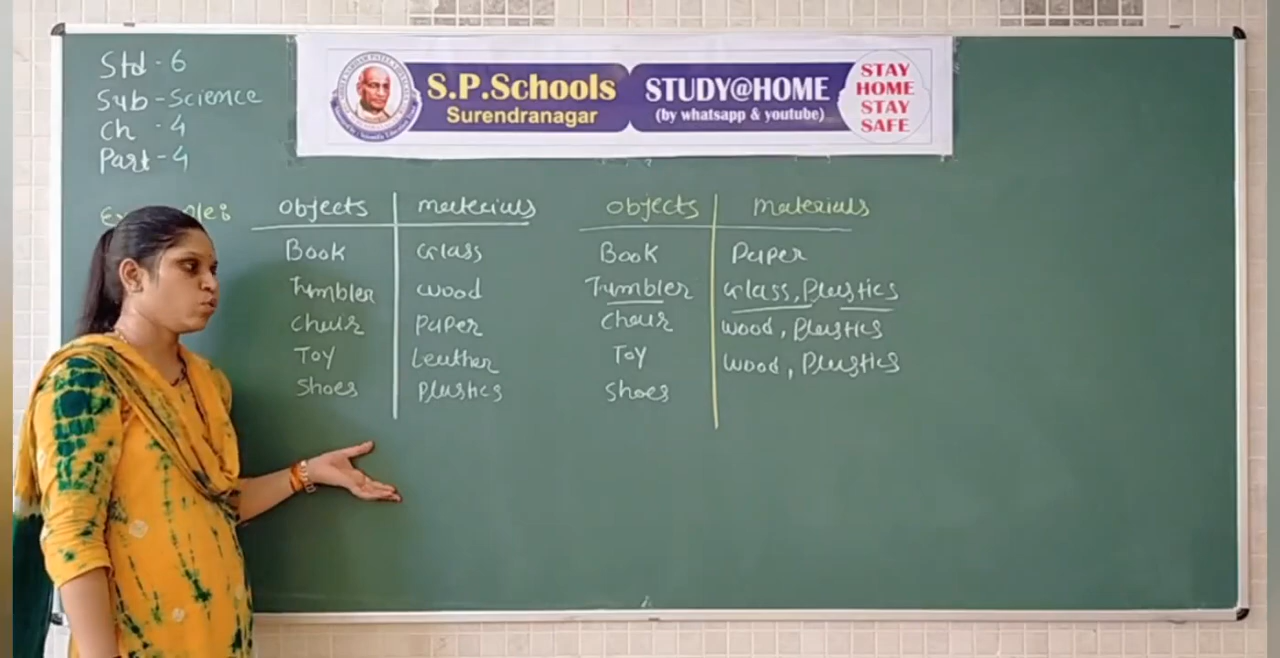 Std - 6
Sub - Science
Ch - 4
Part - 4
S.P.Schools
Surendranagar
STUDY@HOME
(by whatsapp & youtube)
STAY
HOME
STAY
SAFE
objects materials
Book Glass
Tumbler wood
Chair paper
Toy Leather
Shoes plastics
objects Materials
Book Paper
Tumbler Glass, Plastics
Chair wood, plastics
Toy wood, Plastics
Shoes